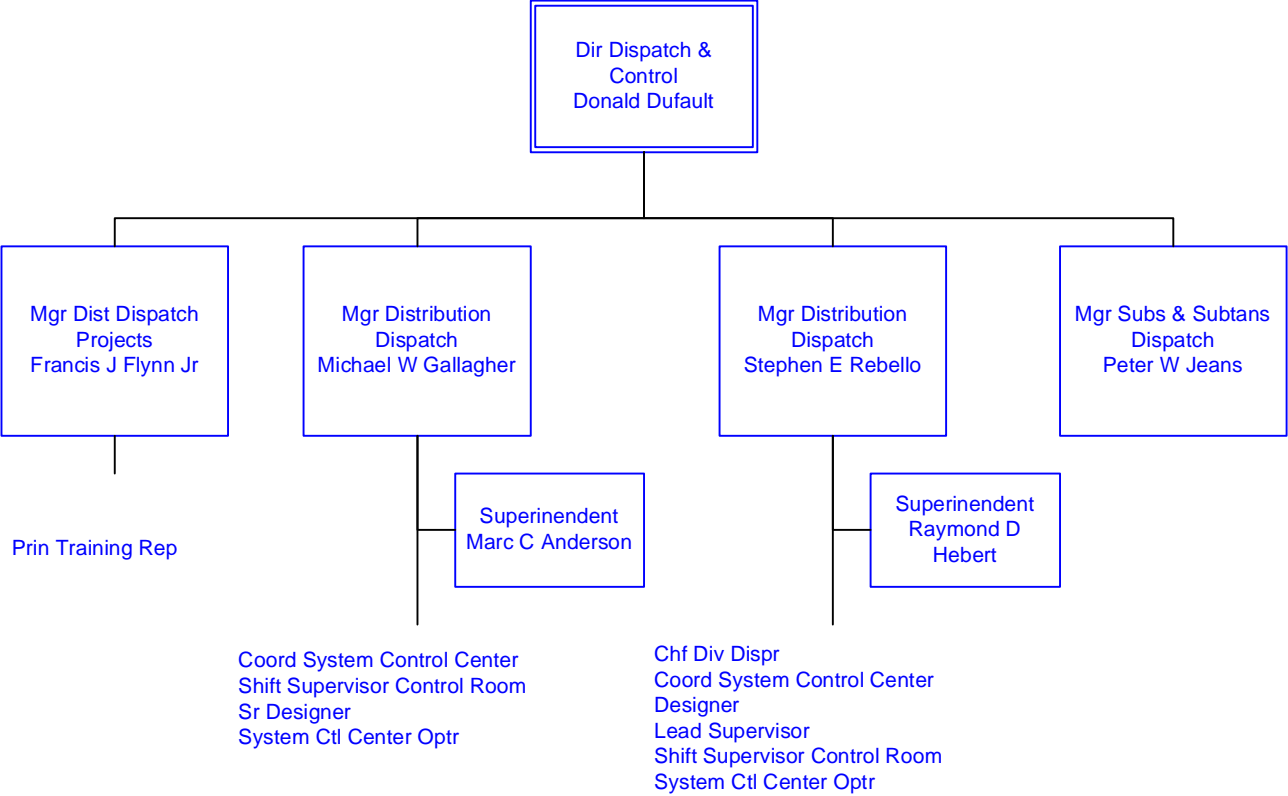 Dir Dispatch &
Control
Donald Dufault
Mgr Dist Dispatch
Projects
Francis J Flynn Jr
Mgr Distribution
Dispatch
Michael W Gallagher
Mgr Distribution
Dispatch
Stephen E Rebello
Mgr Subs & Subtans
Dispatch
Peter W Jeans
Prin Training Rep
Superinendent
Marc C Anderson
Superinendent
Raymond D
Hebert
Coord System Control Center
Shift Supervisor Control Room
Sr Designer
System Ctl Center Optr
Chf Div Dispr
Coord System Control Center
Designer
Lead Supervisor
Shift Supervisor Control Room
System Ctl Center Optr